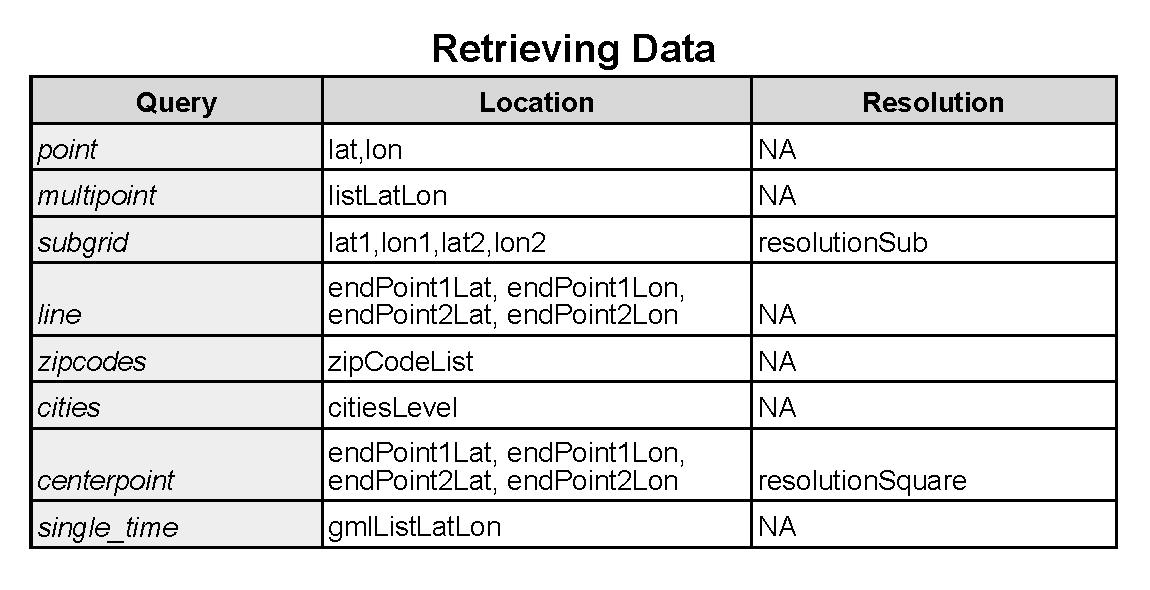 Retrieving Data
Query Location Resolution
point lat,lon NA
multipoint listLatLon NA
subgrid lat1,lon1,lat2,lon2 resolutionSub
endPoint1Lat, endPoint1Lon,
line endPoint2Lat, endPoint2Lon NA
zipcodes zipCodeList NA
cities citiesLevel NA
endPoint1Lat, endPoint1Lon,
centerpoint endPoint2Lat, endPoint2Lon resolutionSquare
single_time gmlListLatLon NA